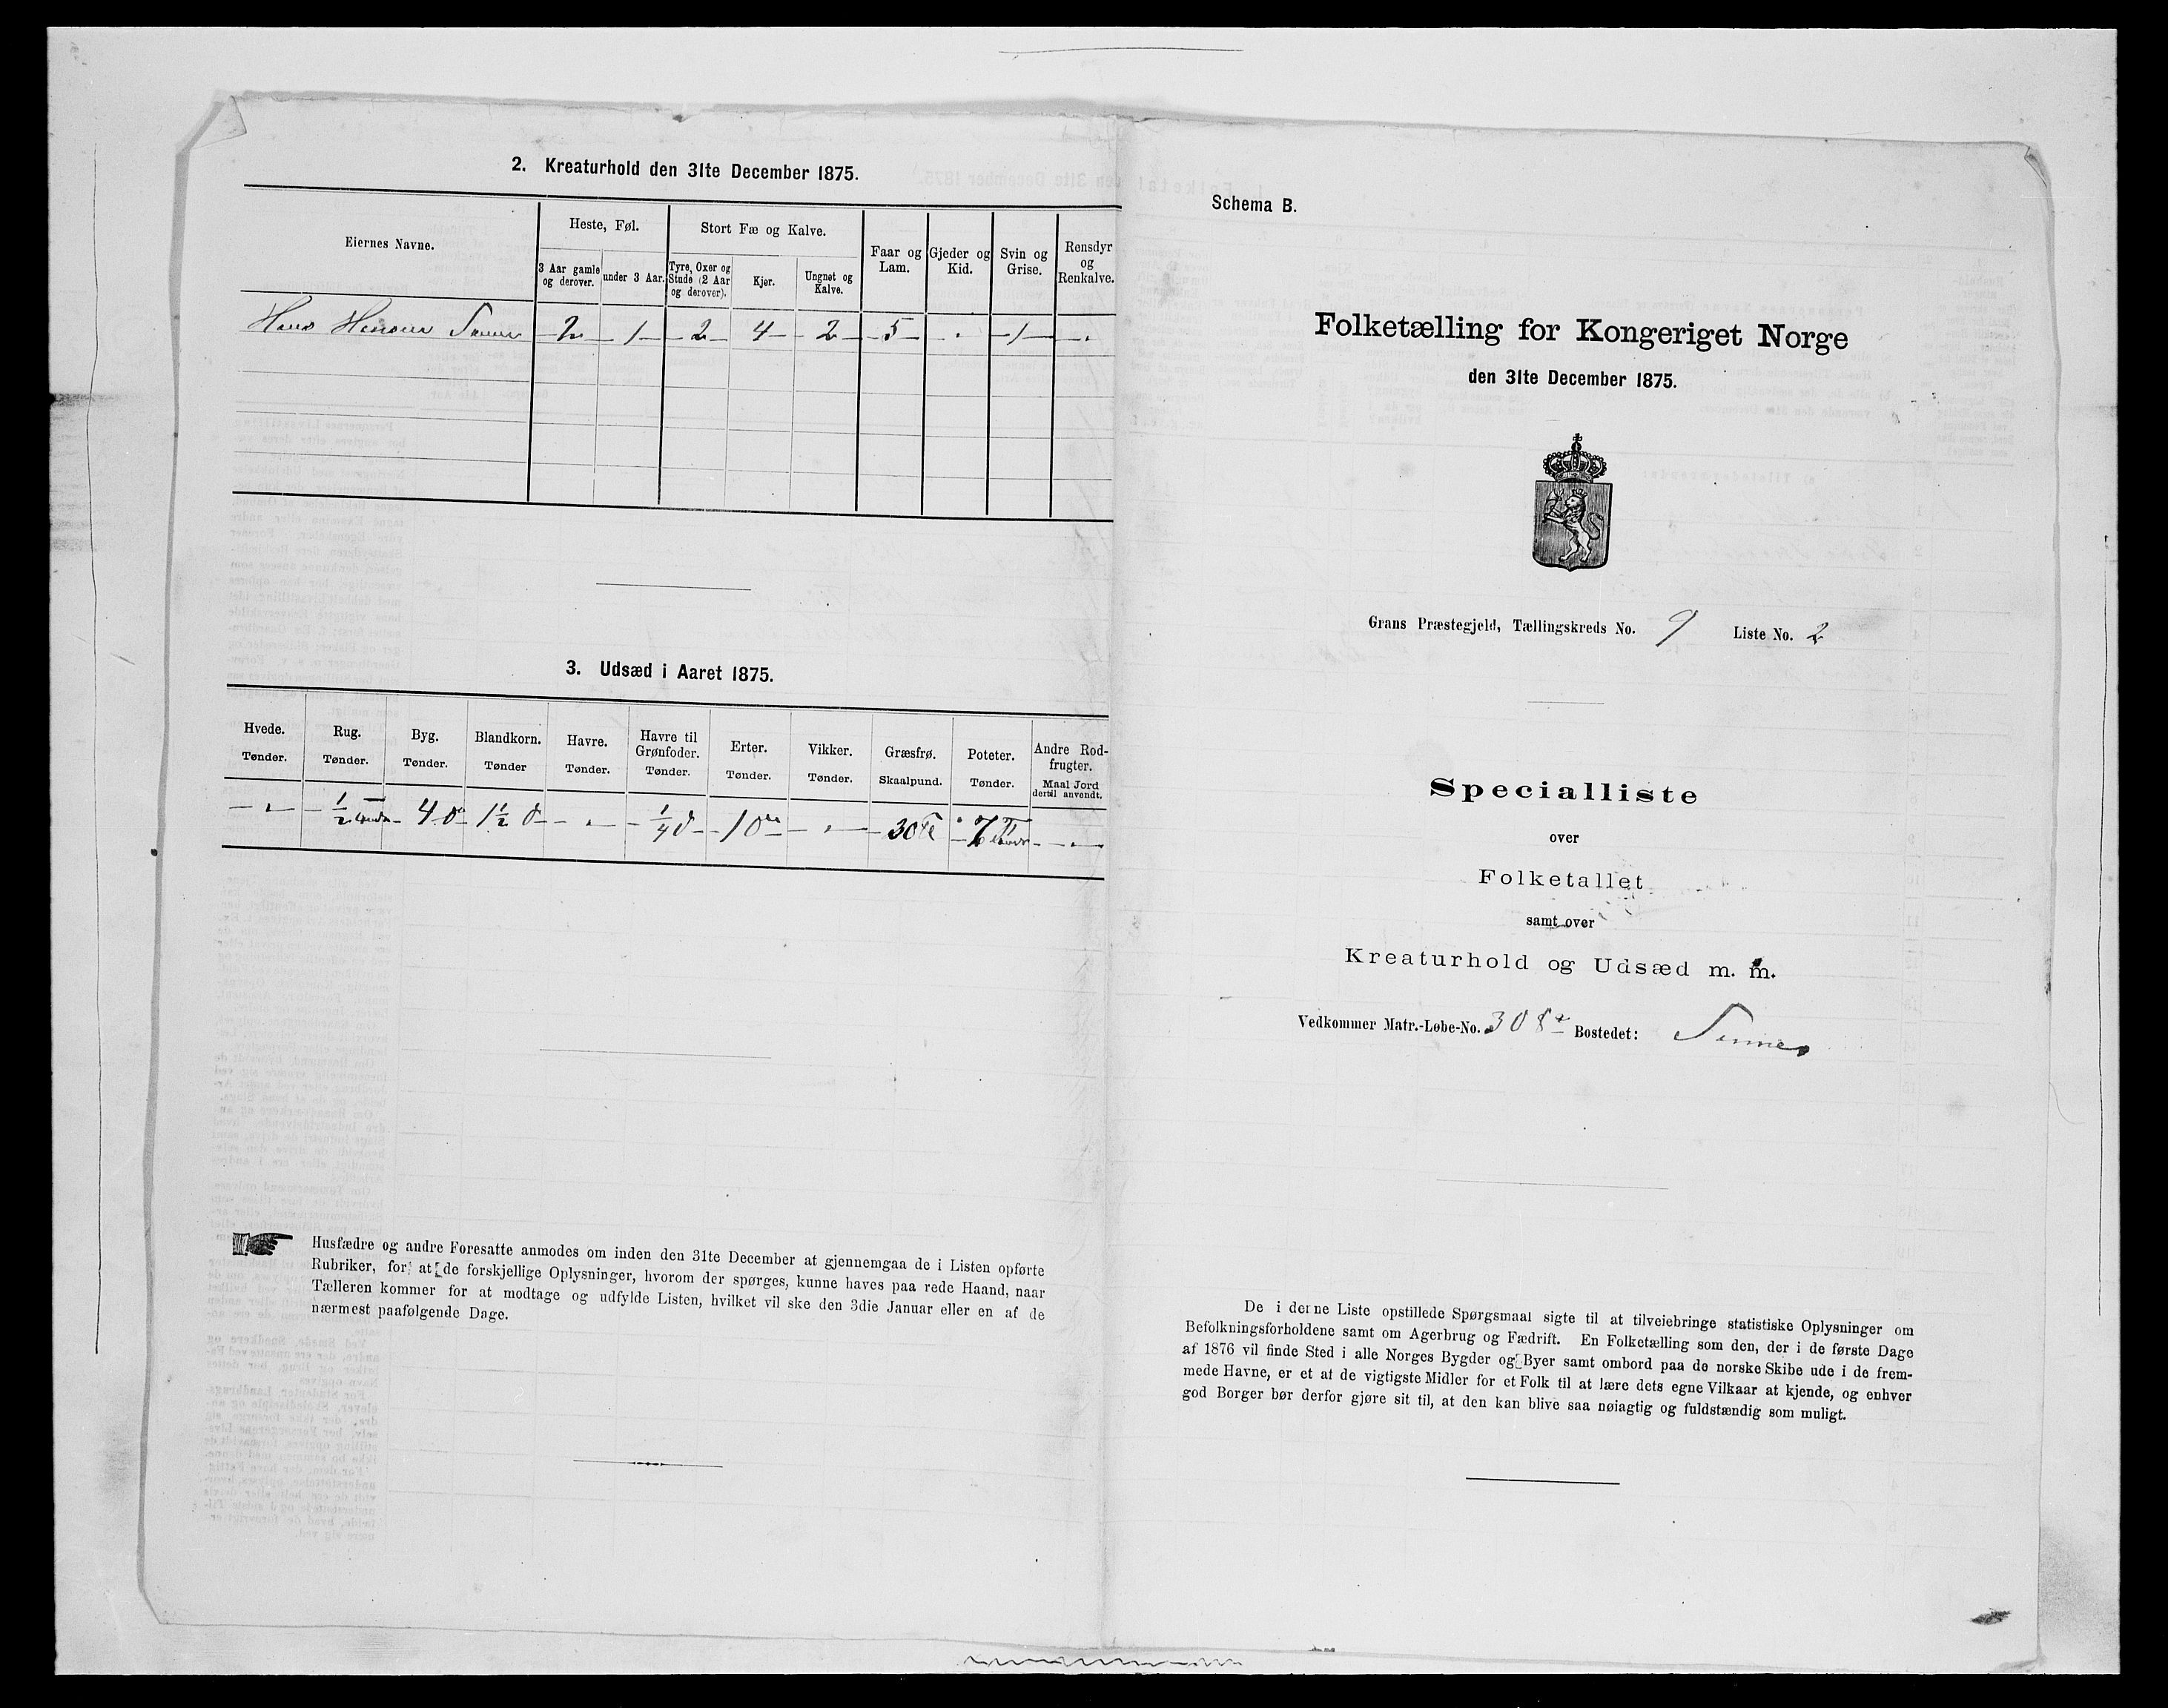 2. Kreaturhold den 31te December 1875.
Eiernes Navne.
Heste, Føl.
3 Aar gamle og derover.
under 3 Aar.
Stort Fæ og Kalve.
Tyre, Oxer og Stude (2 Aar og derover).
Kjør.
Ungnøt og Kalve.
Faar og Lam.
Gjeder og Kid.
Svin og Grise.
Rensdyr og Renkalve.
Hans Hansen 2 1 2 4 2 5 " 1 "
3. Udsæd i Aaret 1875.
Hvede. Rug. Byg. Blandkorn. Havre. Havre til Grønfoder. Erter. Vikker. Græsfrø. Poteter. Andre Rodfrugter.
Tønder. Tønder. Tønder. Tønder Tønder. Tønder. Tønder. Tønder. Skaalpund. Tønder. Maal Jord dertil anvendt.
" 1/2 4 1 1/2 " 1/4 1 " 30 7 "
Husfædre og andre Foresatte anmodes om inden den 31te December at gjennemgaa de i Listen opførte
Rubriker, for at de forskjellige Oplysninger, hvorom der spørges, kunne haves paa rede Haand, naar
Tælleren kommer for at modtage og udfylde Listen, hvilket vil ske den 3die Januar eller en af de
nærmest paafølgende Dage.
Schema B.
Folketælling for Kongeriget Norge
den 31te December 1875.
Grans Præstegjeld, Tællingskreds No. 9 Liste No. 2
Specialliste
over
Folketallet
samt over
Kreaturhold og Udsæd m. m.
Vedkommer Matr.-Løbe-No. 308 Bostedet:
De i denne Liste opstillede Spørgsmaal sigte til at tilveiebringe statistiske Oplysninger om
Befolkningsforholdene samt om Agerbrug og Fædrift. En Folketælling som den, der i de første Dage
af 1876 vil finde Sted i alle Norges Bygder og Byer samt ombord paa de norske Skibe ude i de frem-
mede Havne, er et af de vigtigste Midler for et Folk til at lære dets egne Vilkaar at kjende, og enhver
god Borger bør derfor gjøre sit til, at den kan blive saa nøiagtig og fuldstændig som muligt.